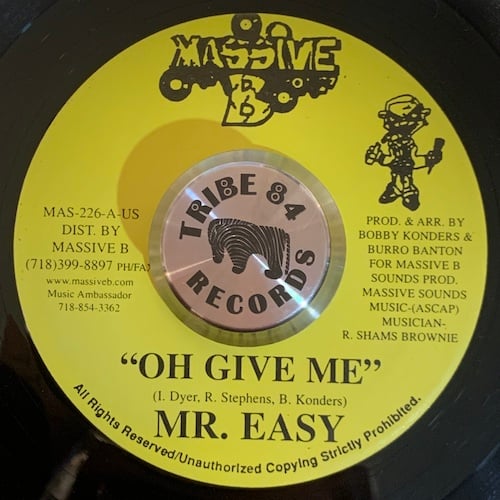 MASSIVE
B
TRIBE 84
RECORDS
MAS-226-A-US
DIST. BY
MASSIVE B
(718)399-8897 PH/FAX
www.massiveb.com
Music Ambassador
718-854-3362
PROD. & ARR. BY
BOBBY KONDERS &
BURRO BANTON
FOR MASSIVE B
SOUNDS PROD.
MASSIVE SOUNDS
MUSIC-(ASCAP)
MUSICIAN-
R. SHAMS BROWNIE
“OH GIVE ME”
(I. Dyer, R. Stephens, B. Konders)
MR. EASY
All Rights Reserved/Unauthorized Copying Strictly Prohibited.